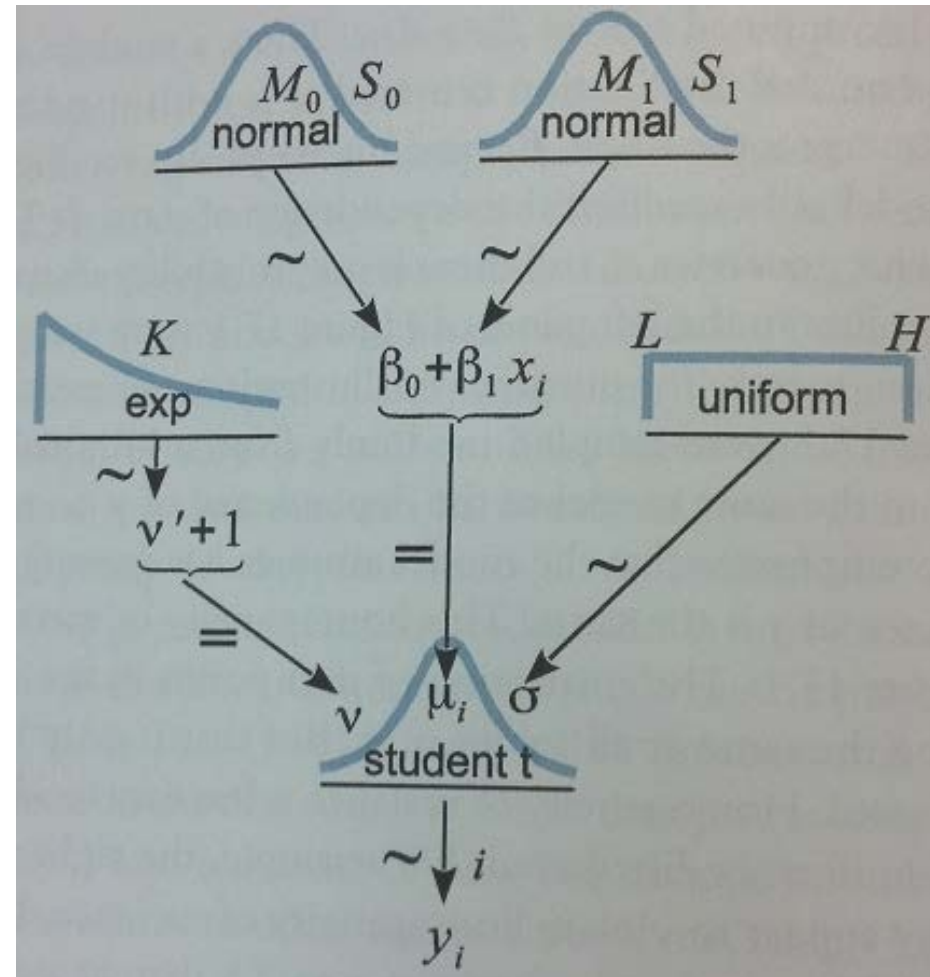 M₀ S₀
normal
M₁ S₁
normal
~
~
K
exp
β₀+β₁ xᵢ
L H
uniform
~
ν'+1
=
=
~
ν μᵢ σ
student t
~ i
yᵢ